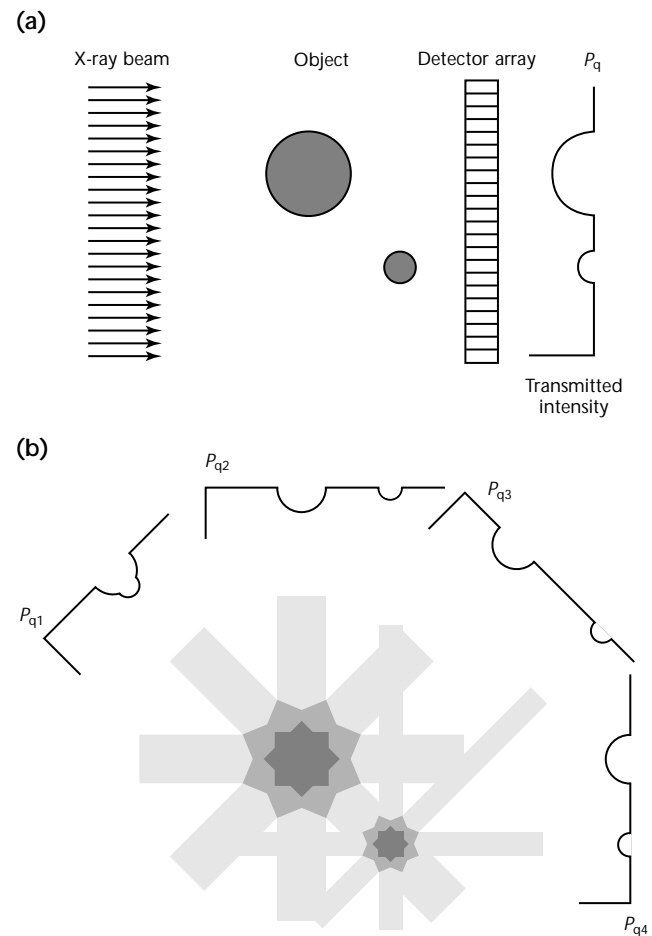 (a)
X-ray beam
Object
Detector array
Pq
Transmitted
intensity
(b)
Pq2
Pq3
Pq1
Pq4